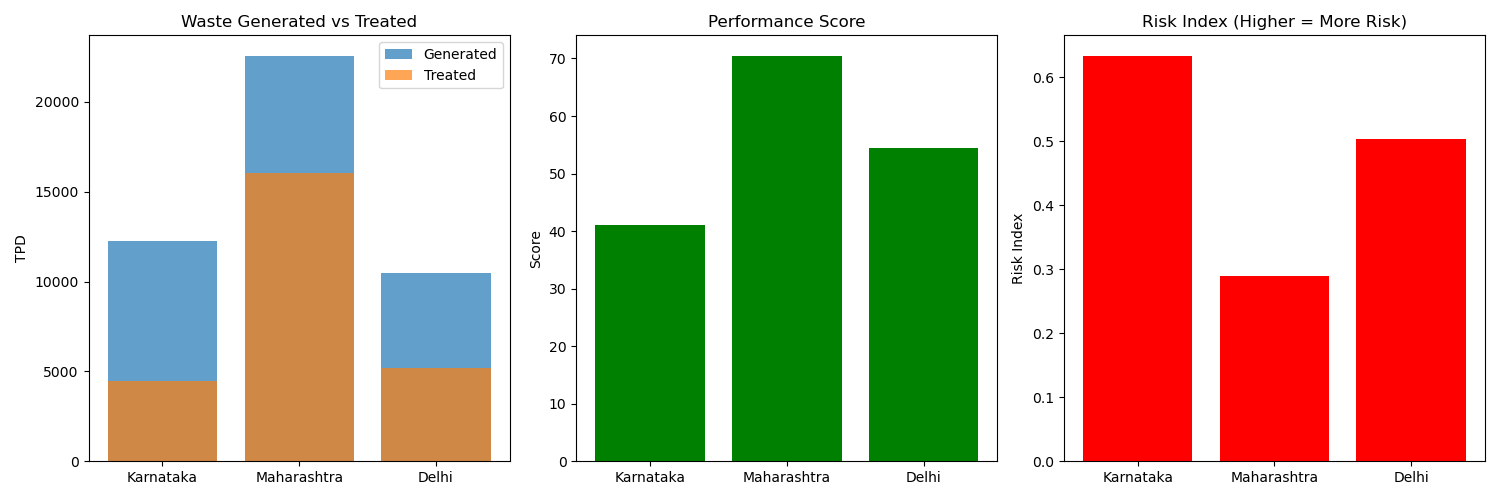 Waste Generated vs Treated
Generated
Treated
TPD
20000
15000
10000
5000
0
Karnataka Maharashtra Delhi
Performance Score
Score
70
60
50
40
30
20
10
0
Karnataka Maharashtra Delhi
Risk Index (Higher = More Risk)
Risk Index
0.6
0.5
0.4
0.3
0.2
0.1
0.0
Karnataka Maharashtra Delhi